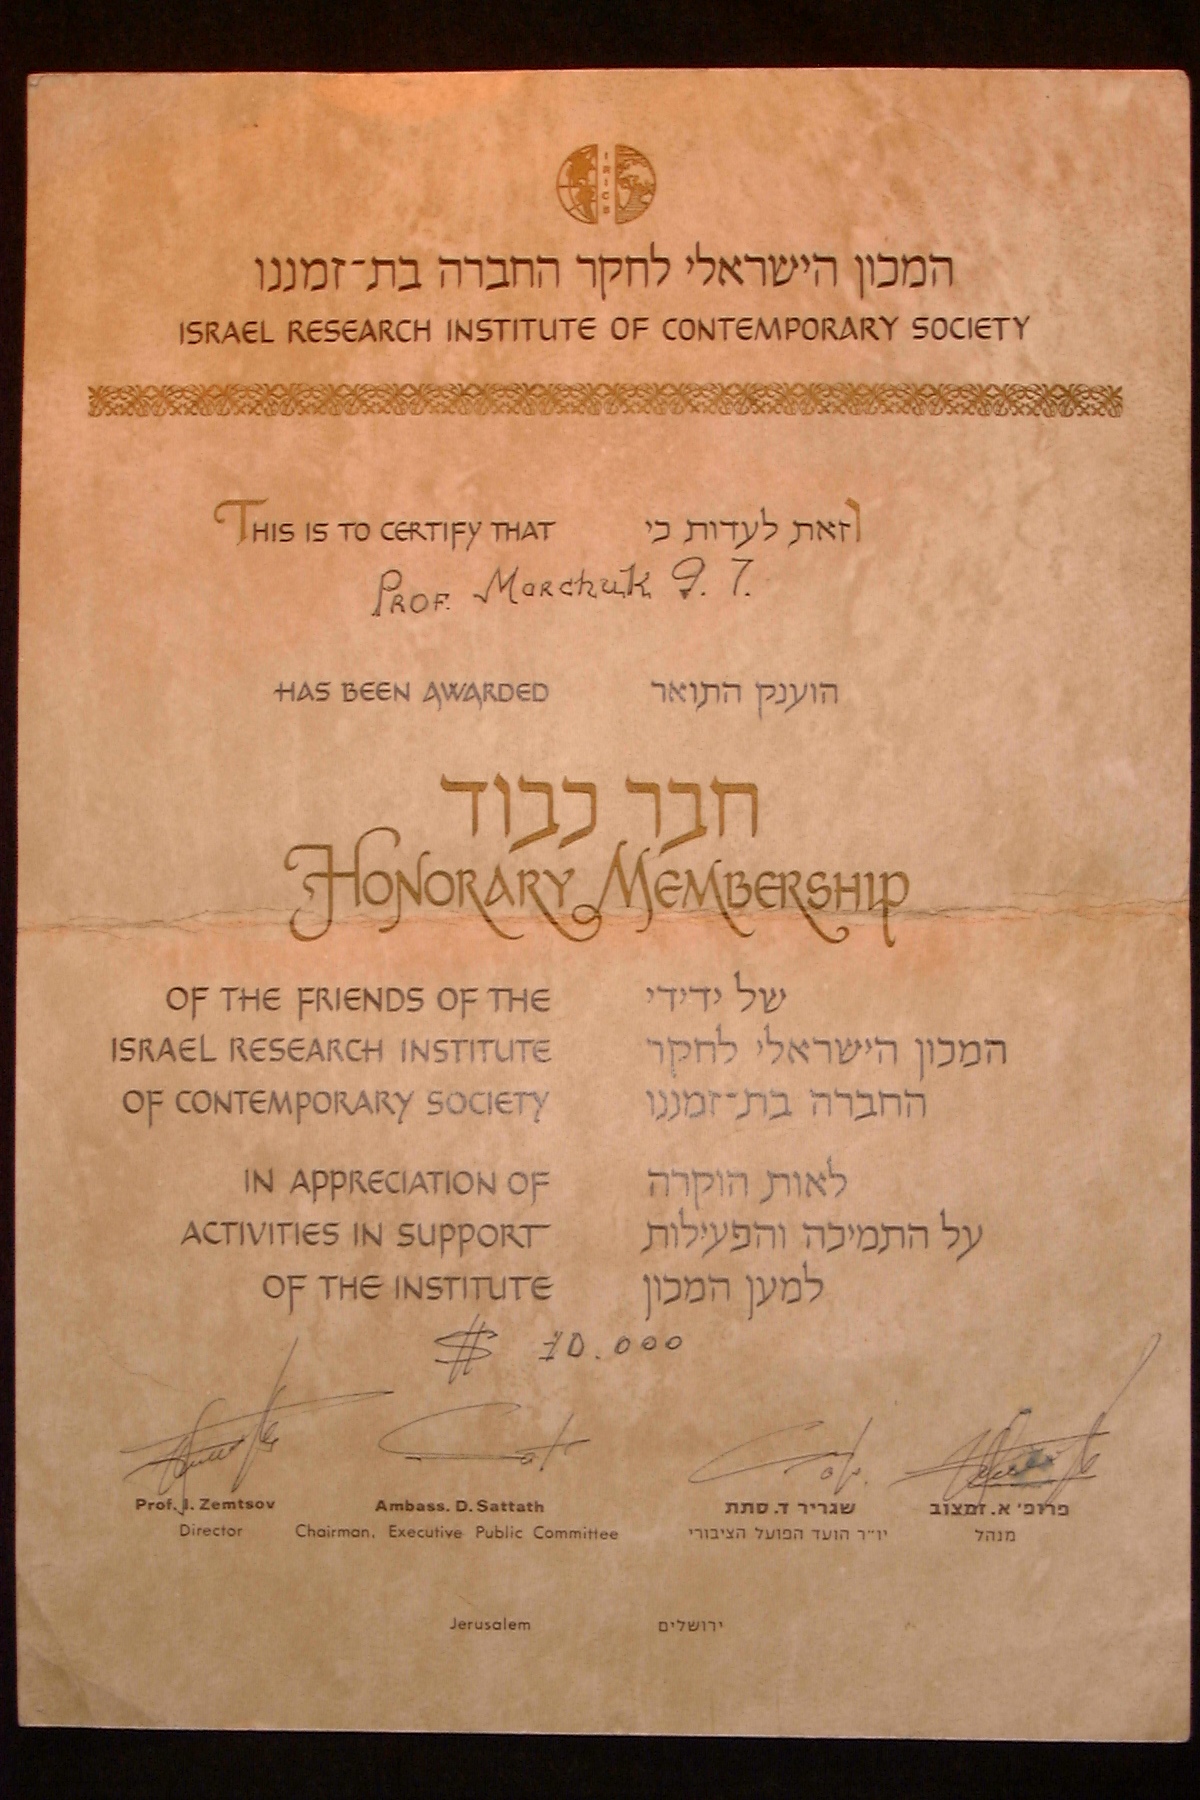 IRICS
המכון הישראלי לחקר החברה בת-זמננו
ISRAEL RESEARCH INSTITUTE OF CONTEMPORARY SOCIETY
THIS IS TO CERTIFY THAT
וזאת לעדות כי
PROF. Marchuk G. I.
HAS BEEN AWARDED
הוענק התואר
חבר כבוד
HONORARY MEMBERSHIP
OF THE FRIENDS OF THE
ISRAEL RESEARCH INSTITUTE
OF CONTEMPORARY SOCIETY
IN APPRECIATION OF
ACTIVITIES IN SUPPORT
OF THE INSTITUTE
של ידידי
המכון הישראלי לחקר
החברה בת-זמננו
לאות הוקרה
על התמיכה והפעילות
למען המכון
$ 10.000
Prof. I. Zemtsov
Director
Ambass. D. Sattath
Chairman, Executive Public Committee
שגריר ד. סתת
יו"ר הועד הפועל הציבורי
פרופ' א. זמצוב
מנהל
Jerusalem
ירושלים